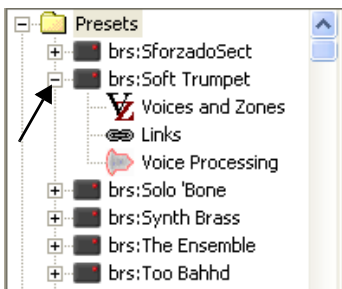 Presets
brs:SforzadoSect
brs:Soft Trumpet
Voices and Zones
Links
Voice Processing
brs:Solo 'Bone
brs:Synth Brass
brs:The Ensemble
brs:Too Bahhd